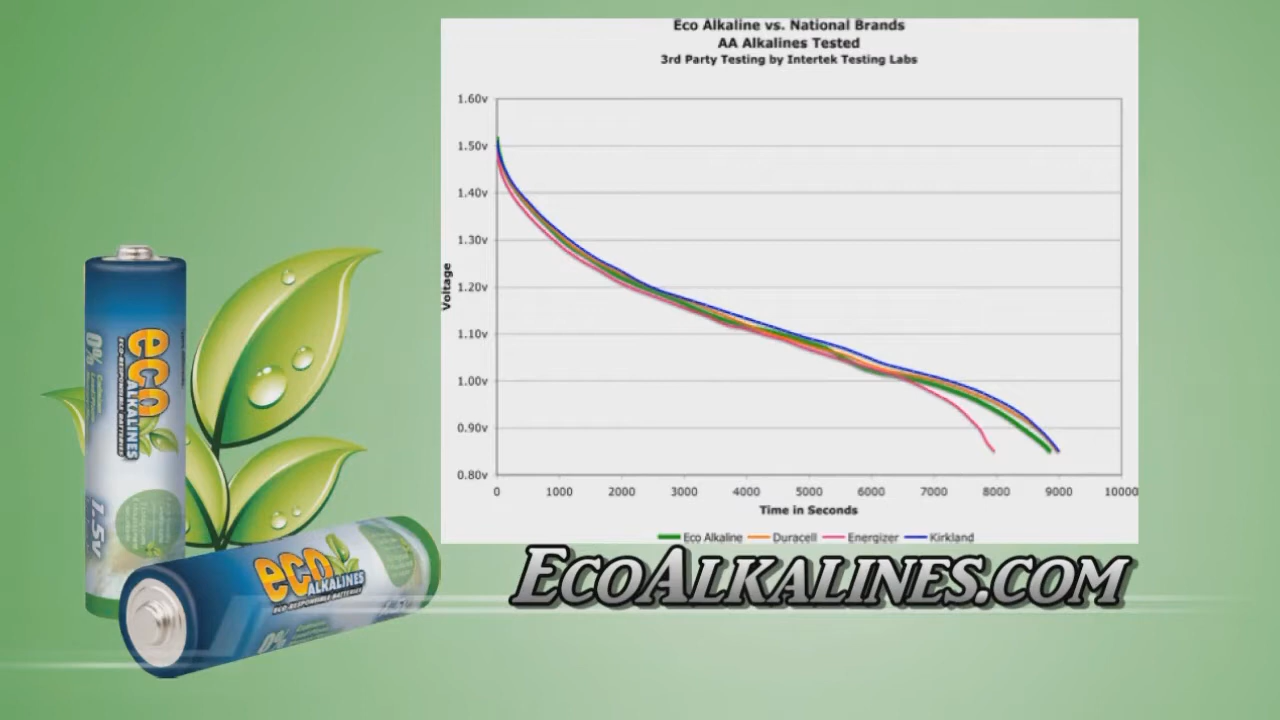 Eco Alkaline vs. National Brands
AA Alkalines Tested
3rd Party Testing by Intertek Testing Labs
1.60v
1.50v
1.40v
1.30v
1.20v
1.10v
1.00v
0.90v
0.80v
Voltage
0 1000 2000 3000 4000 5000 6000 7000 8000 9000 10000
Time in Seconds
Eco Alkaline Duracell Energizer Kirkland
EcoAlkalines.com
eco
ALKALINES
ECO-RESPONSIBLE BATTERIES
0%
1.5v
eco
ALKALINES
ECO-RESPONSIBLE BATTERIES
0%